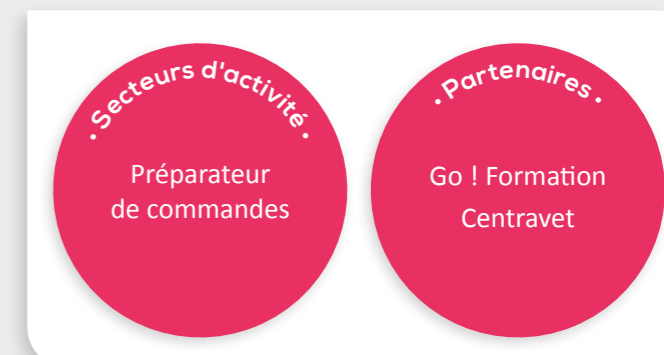 • Secteurs d'activité •
Préparateur
de commandes
• Partenaires •
Go ! Formation
Centravet